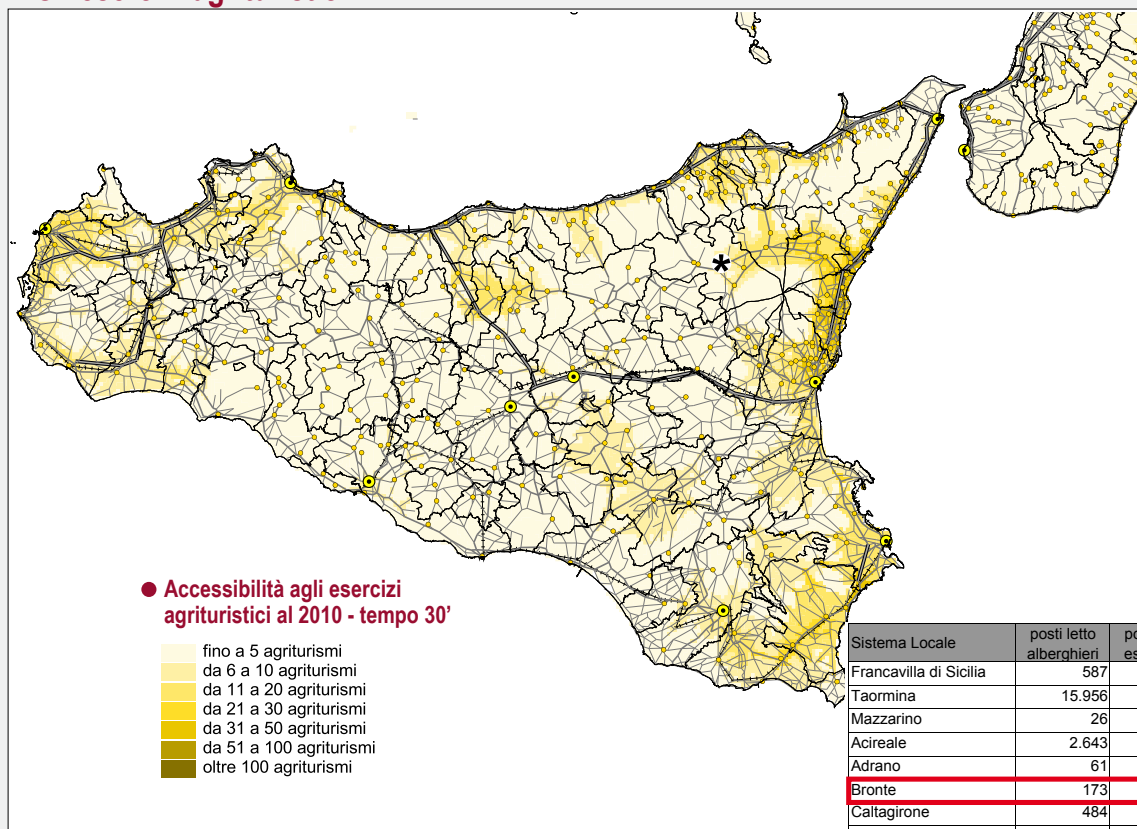 ● Accessibilità agli esercizi
agrituristici al 2010 - tempo 30’
fino a 5 agriturismi
da 6 a 10 agriturismi
da 11 a 20 agriturismi
da 21 a 30 agriturismi
da 31 a 50 agriturismi
da 51 a 100 agriturismi
oltre 100 agriturismi
*
Sistema Locale posti letto
alberghieri
Francavilla di Sicilia 587
Taormina 15.956
Mazzarino 26
Acireale 2.643
Adrano 61
Bronte 173
Caltagirone 484